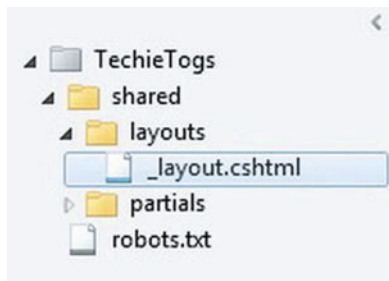 TechieTogs
shared
layouts
_layout.cshtml
partials
robots.txt